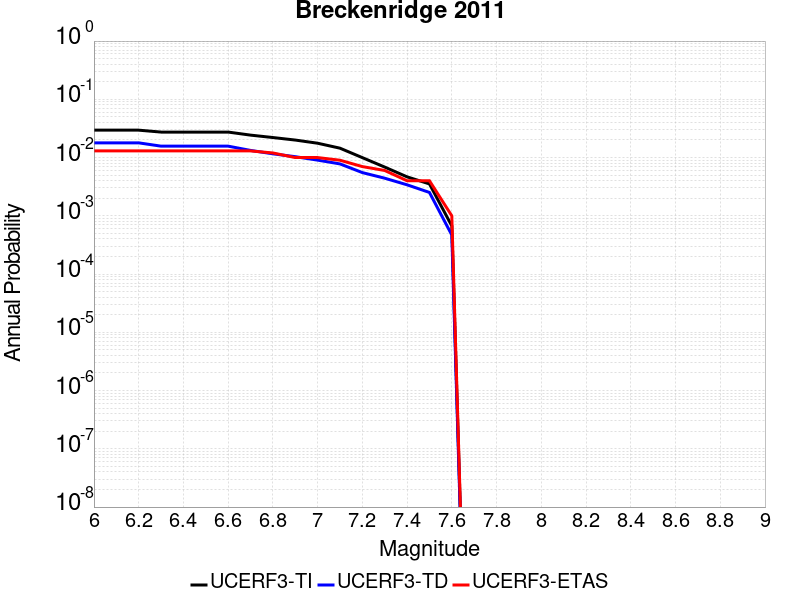 Breckenridge 2011
10^0
10^-1
10^-2
10^-3
10^-4
10^-5
10^-6
10^-7
10^-8
Annual Probability
6 6.2 6.4 6.6 6.8 7 7.2 7.4 7.6 7.8 8 8.2 8.4 8.6 8.8 9
Magnitude
UCERF3-TI UCERF3-TD UCERF3-ETAS